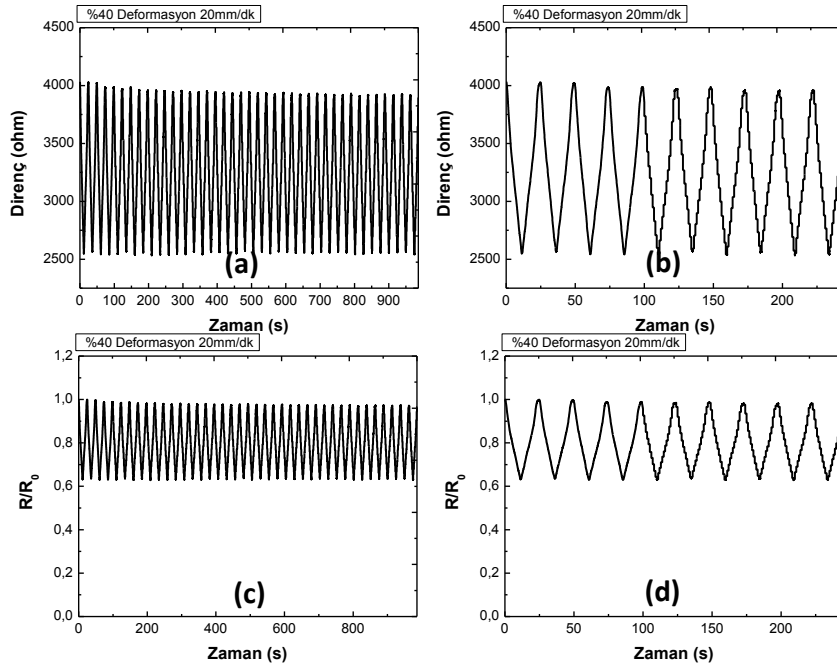 %40 Deformasyon 20mm/dk
4500
4000
3500
3000
2500
Direnç (ohm)
(a)
0 100 200 300 400 500 600 700 800 900
Zaman (s)
%40 Deformasyon 20mm/dk
4500
4000
3500
3000
2500
Direnç (ohm)
(b)
0 50 100 150 200
Zaman (s)
%40 Deformasyon 20mm/dk
1,2
1,0
0,8
0,6
0,4
0,2
0,0
R/R0
(c)
0 200 400 600 800
Zaman (s)
%40 Deformasyon 20mm/dk
1,2
1,0
0,8
0,6
0,4
0,2
0,0
R/R0
(d)
0 50 100 150 200
Zaman (s)